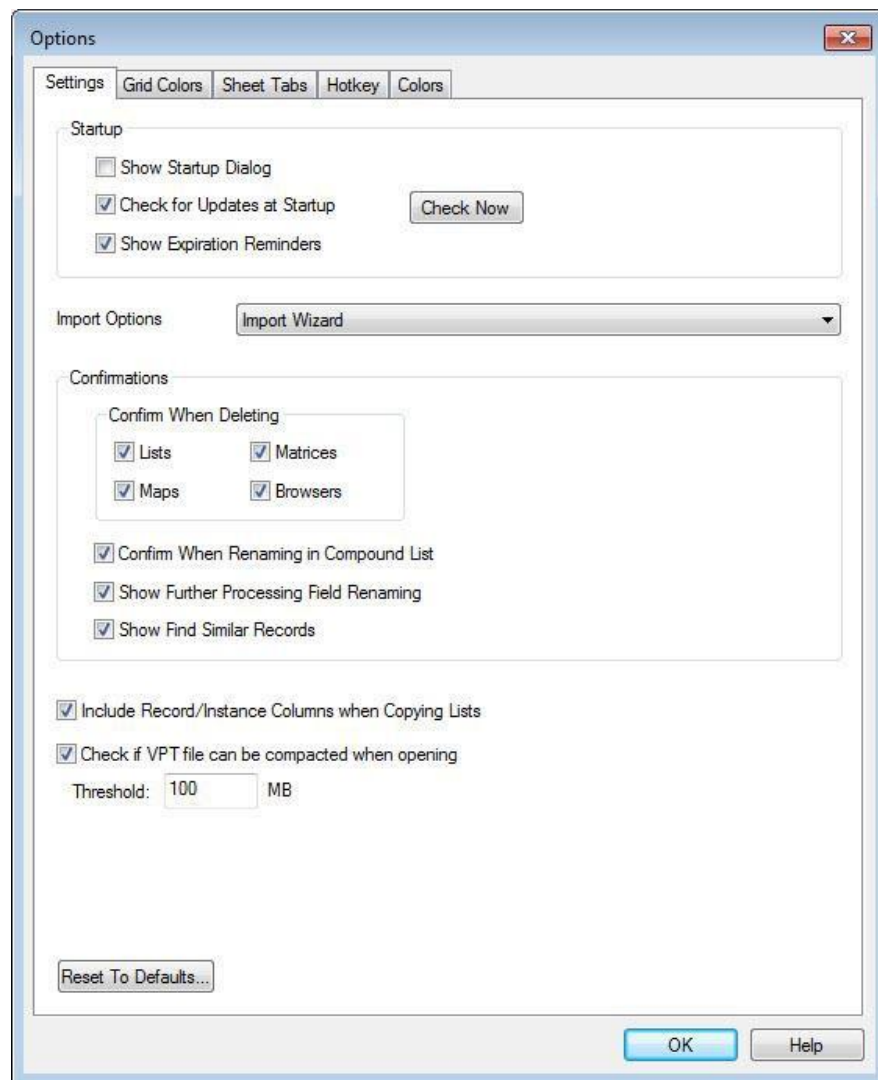 Options
Settings Grid Colors Sheet Tabs Hotkey Colors
Startup
Show Startup Dialog
Check for Updates at Startup Check Now
Show Expiration Reminders
Import Options Import Wizard
Confirmations
Confirm When Deleting
Lists Matrices
Maps Browsers
Confirm When Renaming in Compound List
Show Further Processing Field Renaming
Show Find Similar Records
Include Record/Instance Columns when Copying Lists
Check if VPT file can be compacted when opening
Threshold: 100 MB
Reset To Defaults...
OK Help